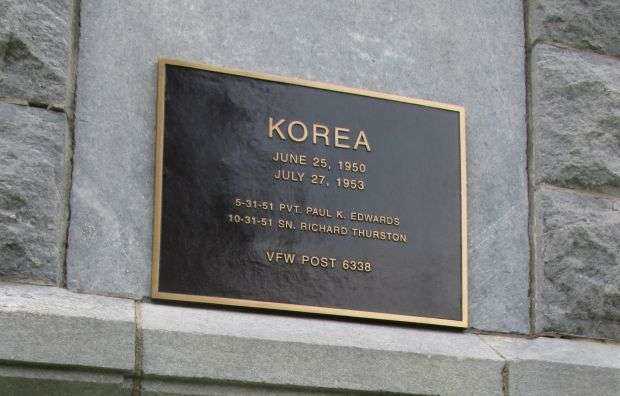 KOREA
JUNE 25, 1950
JULY 27, 1953
5-31-51 PVT. PAUL K. EDWARDS
10-31-51 SN. RICHARD THURSTON
VFW POST 6338